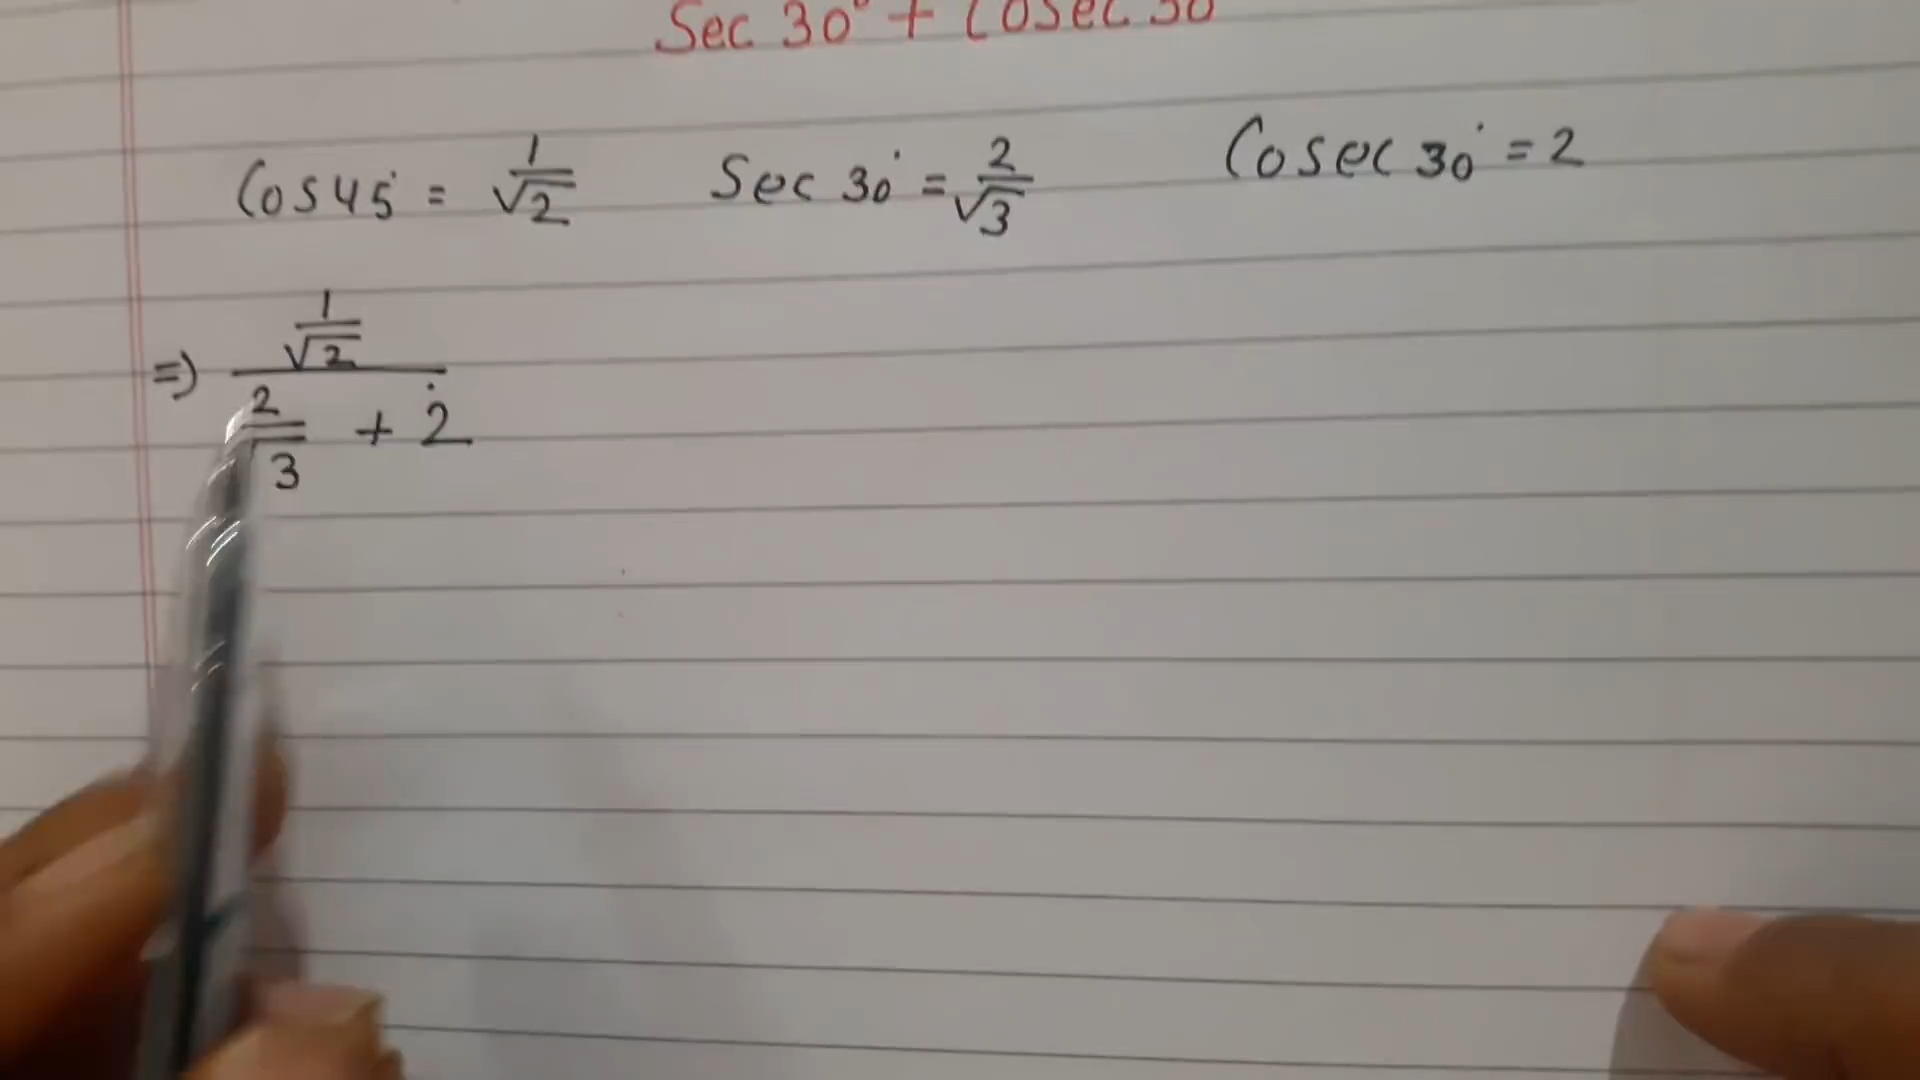 Sec 30° + Cosec 30
Cos 45° = 1/√2 Sec 30° = 2/√3 Cosec 30° = 2
⇒ (1/√2) / (2/√3 + 2)